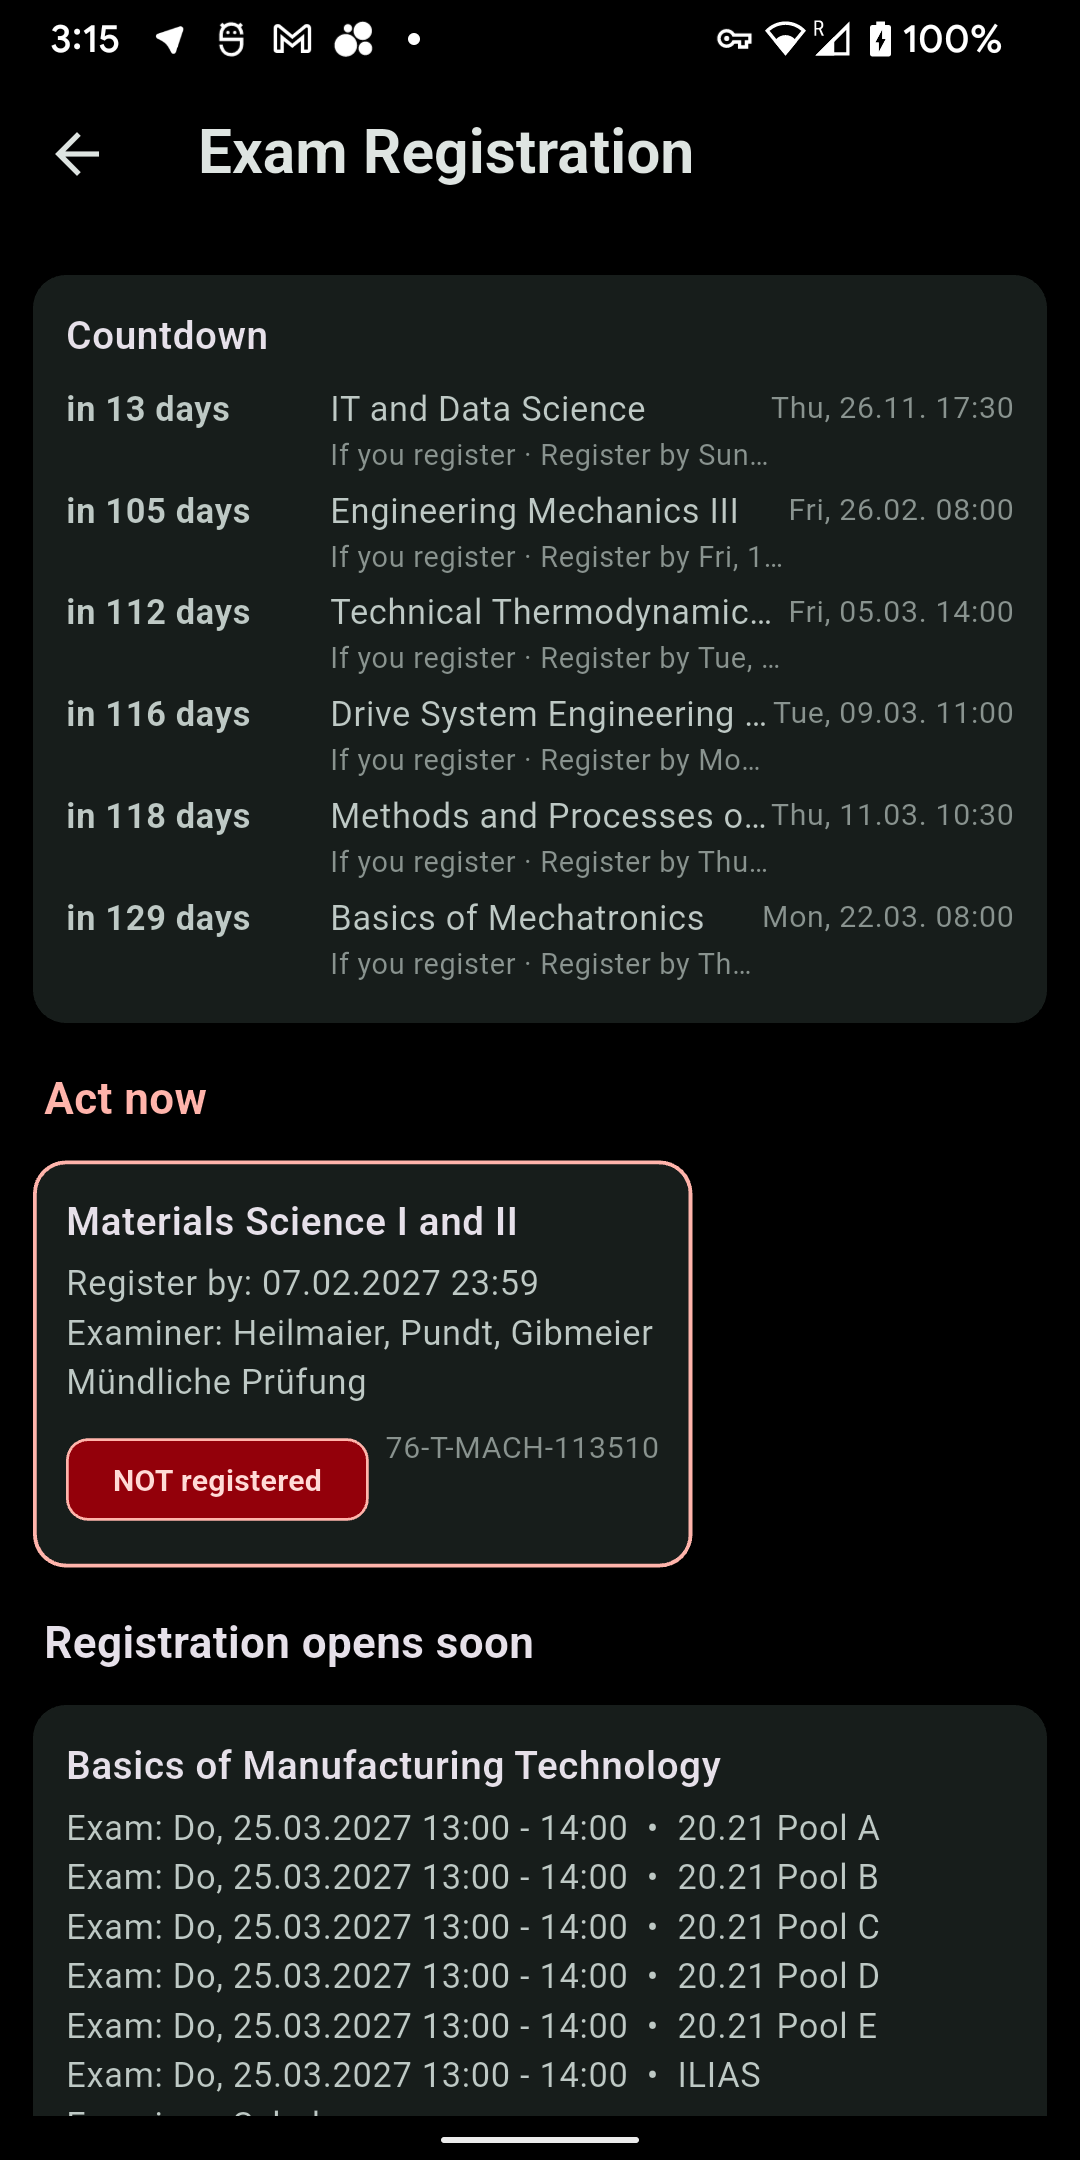 3:15
R
100%
Exam Registration
Countdown
in 13 days IT and Data Science Thu, 26.11. 17:30
If you register · Register by Sun…
in 105 days Engineering Mechanics III Fri, 26.02. 08:00
If you register · Register by Fri, 1…
in 112 days Technical Thermodynamic… Fri, 05.03. 14:00
If you register · Register by Tue, …
in 116 days Drive System Engineering … Tue, 09.03. 11:00
If you register · Register by Mo…
in 118 days Methods and Processes o… Thu, 11.03. 10:30
If you register · Register by Thu…
in 129 days Basics of Mechatronics Mon, 22.03. 08:00
If you register · Register by Th…
Act now
Materials Science I and II
Register by: 07.02.2027 23:59
Examiner: Heilmaier, Pundt, Gibmeier
Mündliche Prüfung
NOT registered 76-T-MACH-113510
Registration opens soon
Basics of Manufacturing Technology
Exam: Do, 25.03.2027 13:00 - 14:00 • 20.21 Pool A
Exam: Do, 25.03.2027 13:00 - 14:00 • 20.21 Pool B
Exam: Do, 25.03.2027 13:00 - 14:00 • 20.21 Pool C
Exam: Do, 25.03.2027 13:00 - 14:00 • 20.21 Pool D
Exam: Do, 25.03.2027 13:00 - 14:00 • 20.21 Pool E
Exam: Do, 25.03.2027 13:00 - 14:00 • ILIAS